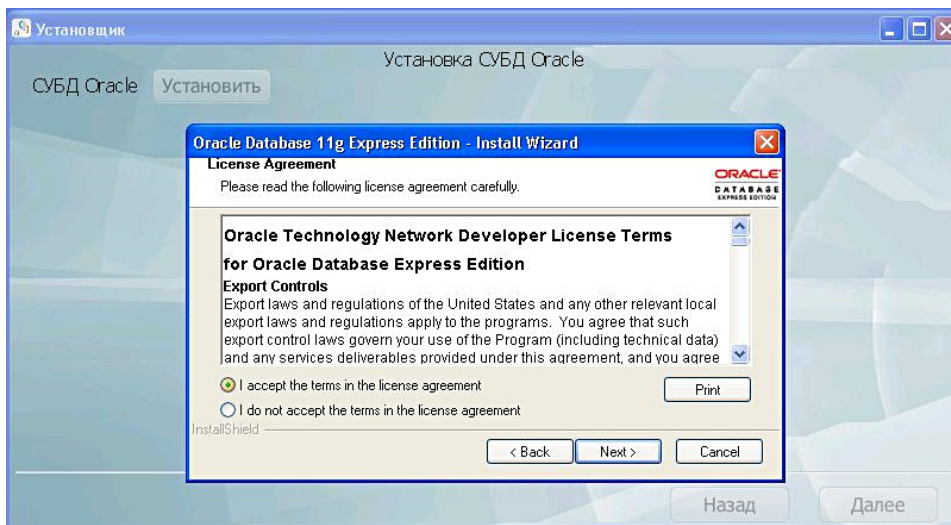 Установщик
Установка СУБД Oracle
СУБД Oracle Установить
Oracle Database 11g Express Edition - Install Wizard
License Agreement
Please read the following license agreement carefully.
ORACLE
DATABASE
EXPRESS EDITION
Oracle Technology Network Developer License Terms
for Oracle Database Express Edition
Export Controls
Export laws and regulations of the United States and any other relevant local
export laws and regulations apply to the programs. You agree that such
export control laws govern your use of the Program (including technical data)
and any services deliverables provided under this agreement, and you agree
I accept the terms in the license agreement
Print
I do not accept the terms in the license agreement
InstallShield
< Back Next > Cancel
Назад Далее